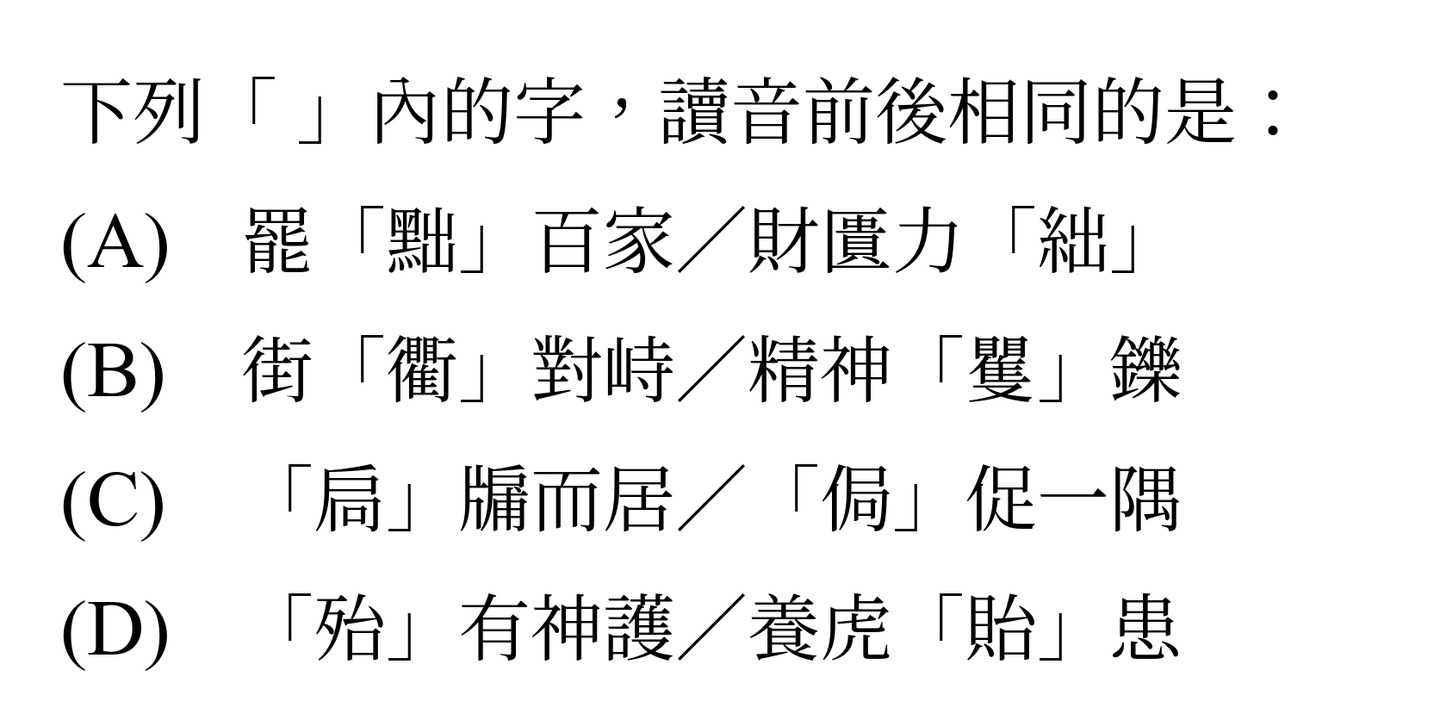 下列「 」內的字，讀音前後相同的是：
(A) 罷「黜」百家／財匱力「絀」
(B) 街「衢」對峙／精神「矍」鑠
(C) 「扃」牖而居／「侷」促一隅
(D) 「殆」有神護／養虎「貽」患